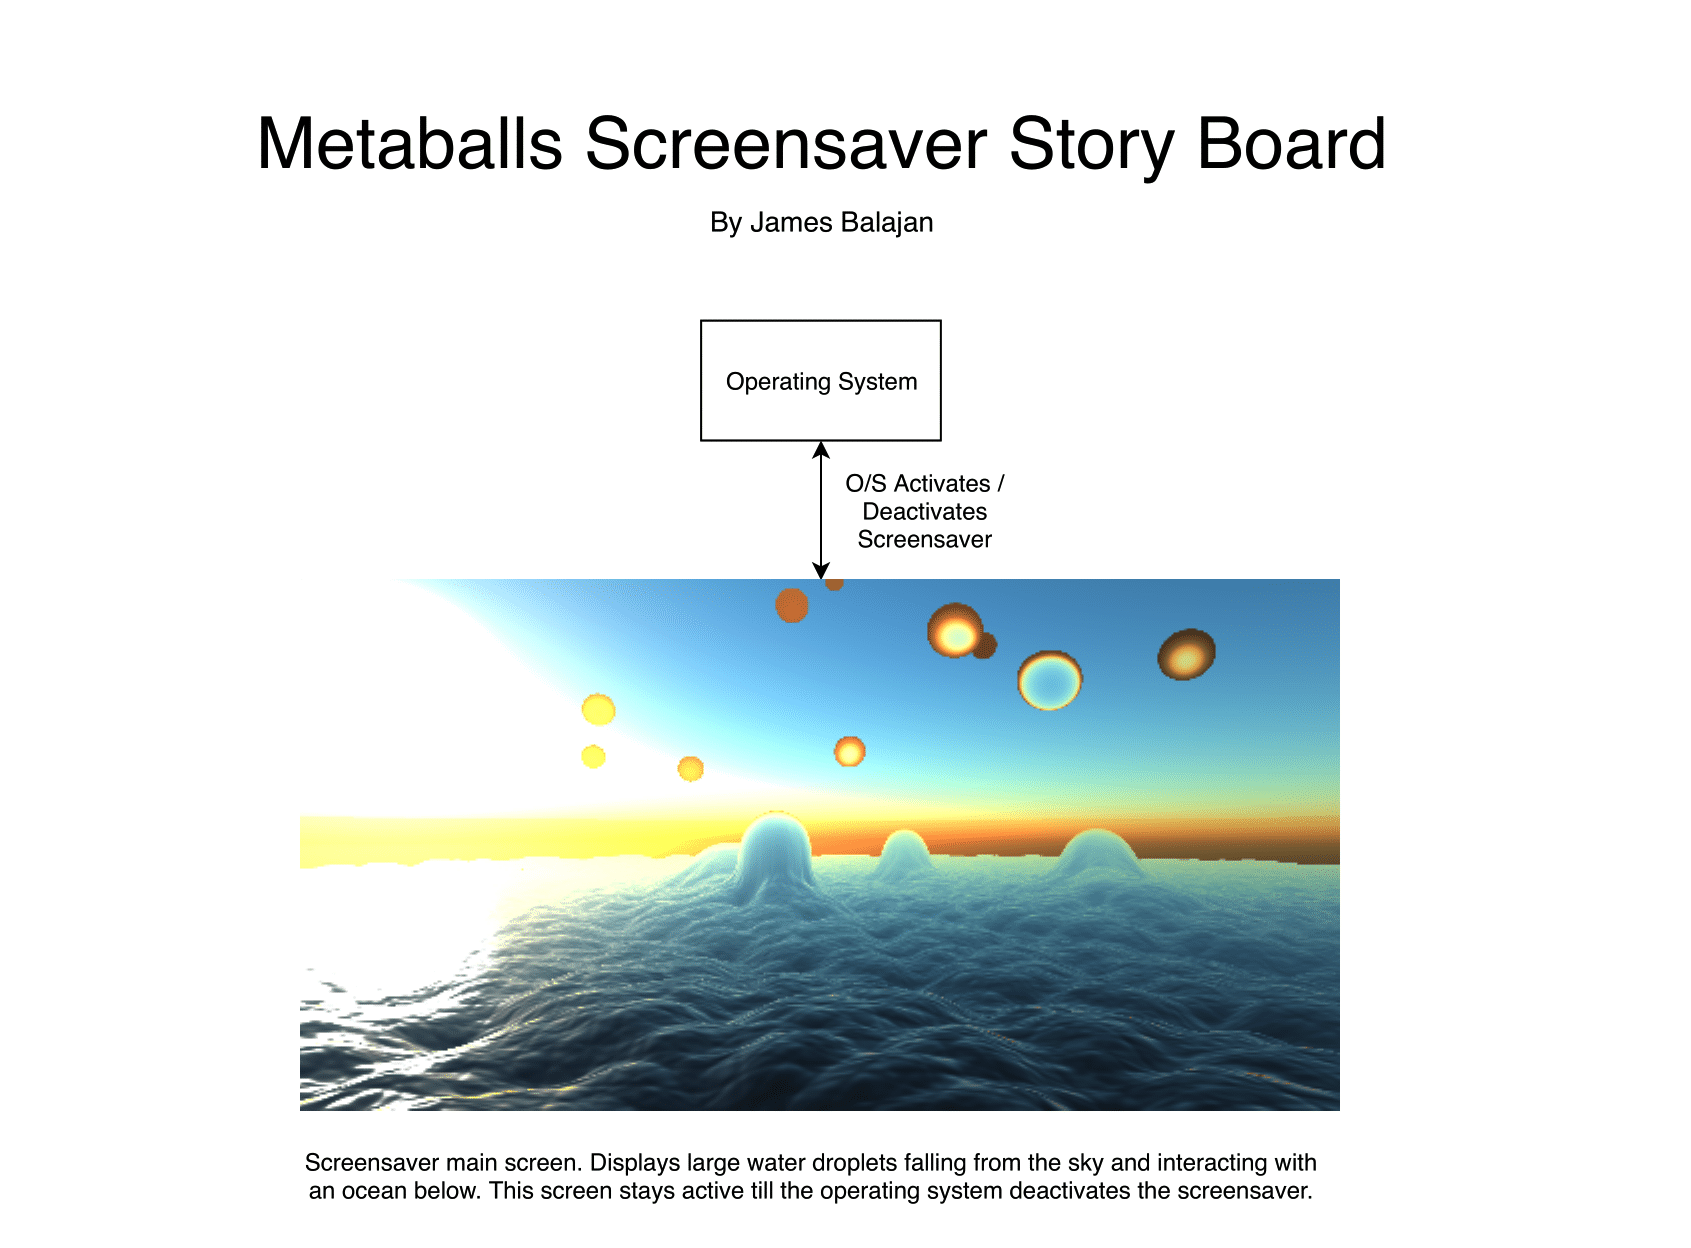 Metaballs Screensaver Story Board
By James Balajan
Operating System
O/S Activates /
Deactivates
Screensaver
Screensaver main screen. Displays large water droplets falling from the sky and interacting with
an ocean below. This screen stays active till the operating system deactivates the screensaver.